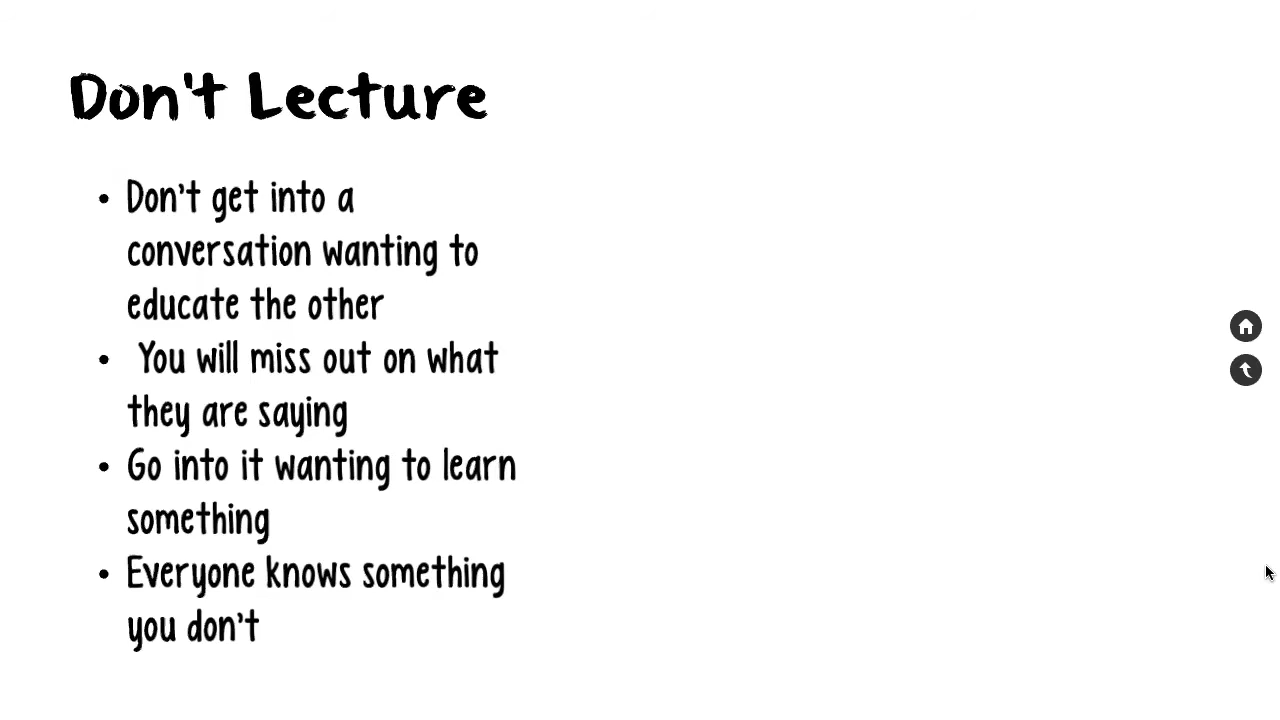 Don't Lecture
• Don't get into a
conversation wanting to
educate the other
• You will miss out on what
they are saying
• Go into it wanting to learn
something
• Everyone knows something
you don't